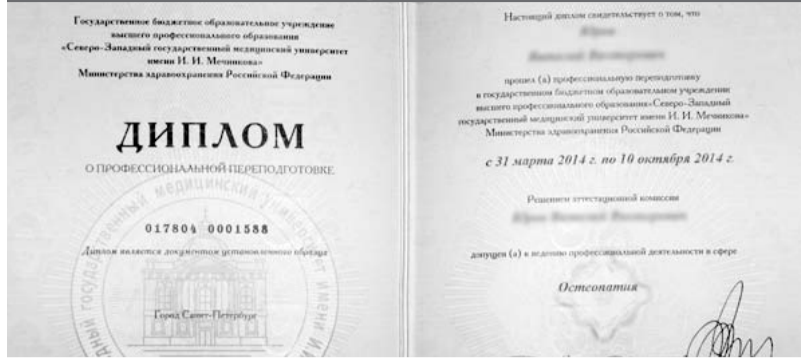 Государственное бюджетное образовательное учреждение
высшего профессионального образования
«Северо-Западный государственный медицинский университет
имени И. И. Мечникова»
Министерства здравоохранения Российской Федерации
ДИПЛОМ
О ПРОФЕССИОНАЛЬНОЙ ПЕРЕПОДГОТОВКЕ
017804 0001588
Диплом является документом установленного образца
Город Санкт-Петербург
Настоящий диплом свидетельствует о том, что
прошел (а) профессиональную переподготовку
в государственном бюджетном образовательном учреждении
высшего профессионального образования«Северо-Западный
государственный медицинский университет имени И. И. Мечникова»
Министерства здравоохранения Российской Федерации
с 31 марта 2014 г. по 10 октября 2014 г.
Решением аттестационной комиссии
допущен (а) к ведению профессиональной деятельности в сфере
Остеопатия